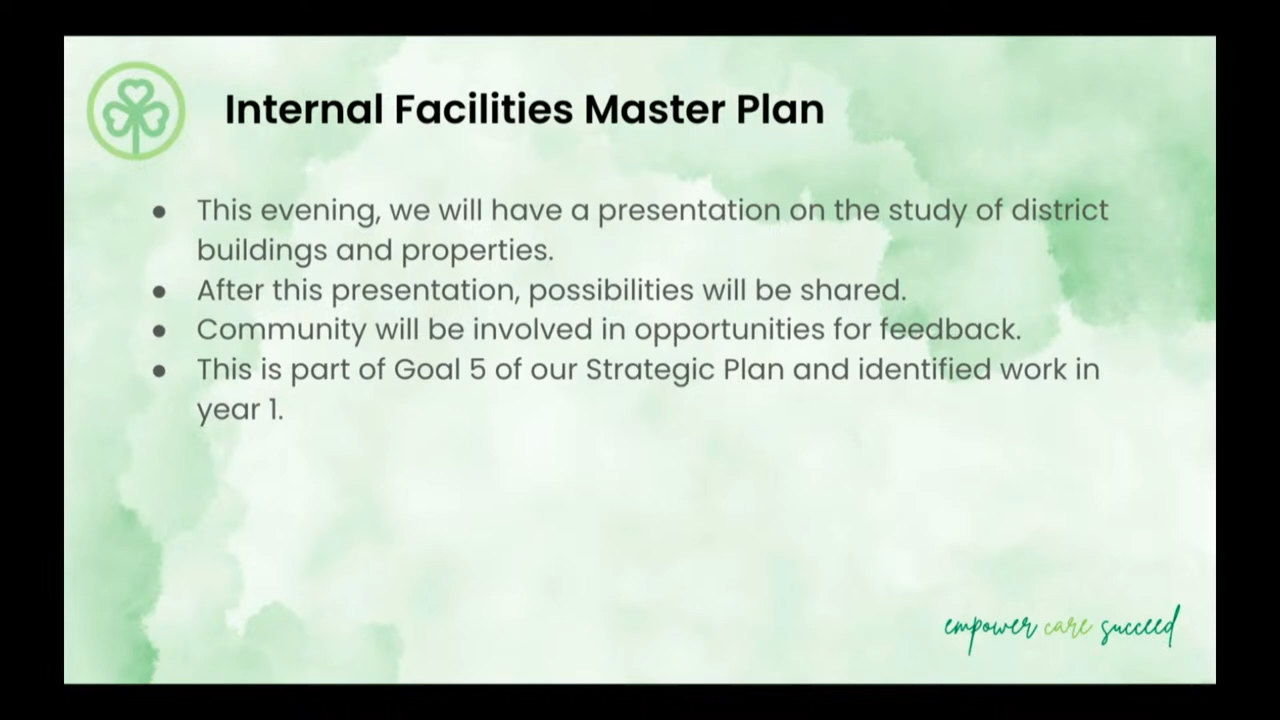 Internal Facilities Master Plan
● This evening, we will have a presentation on the study of district
buildings and properties.
● After this presentation, possibilities will be shared.
● Community will be involved in opportunities for feedback.
● This is part of Goal 5 of our Strategic Plan and identified work in
year 1.
empower care succeed